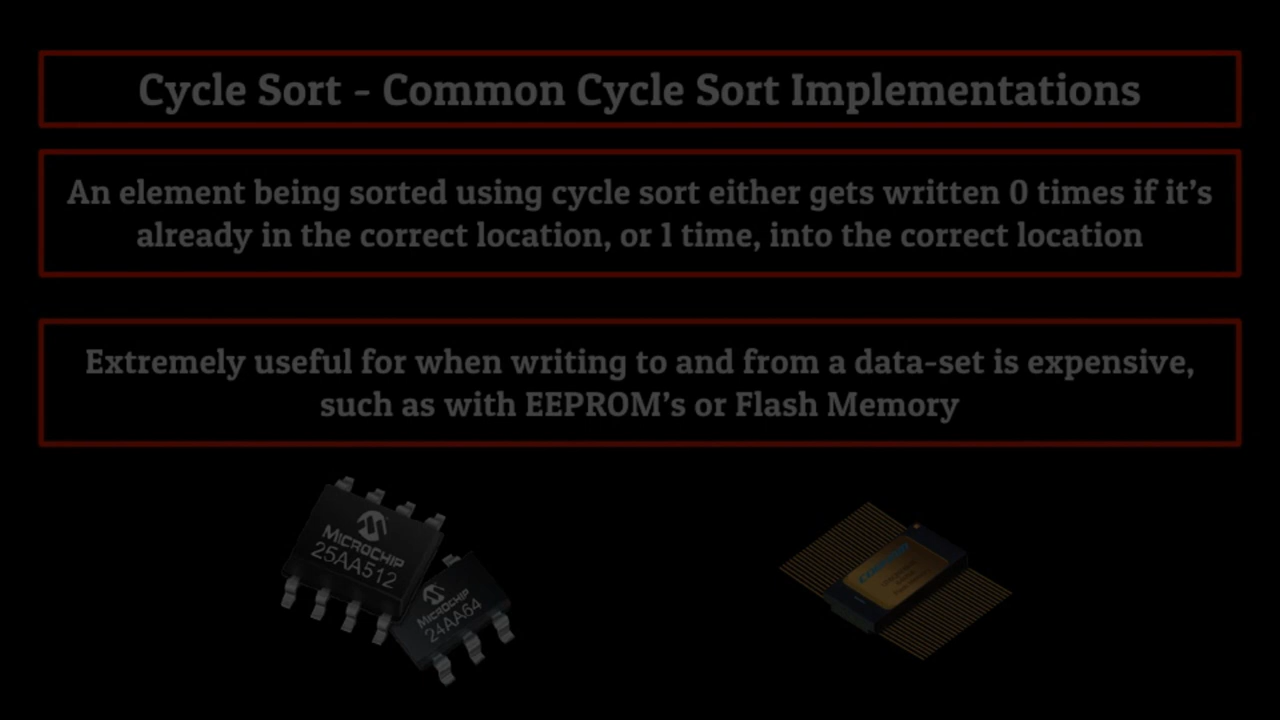 Cycle Sort - Common Cycle Sort Implementations
An element being sorted using cycle sort either gets written 0 times if it's
already in the correct location, or 1 time, into the correct location
Extremely useful for when writing to and from a data-set is expensive,
such as with EEPROM's or Flash Memory
MICROCHIP
25AA512
MICROCHIP
24AA64